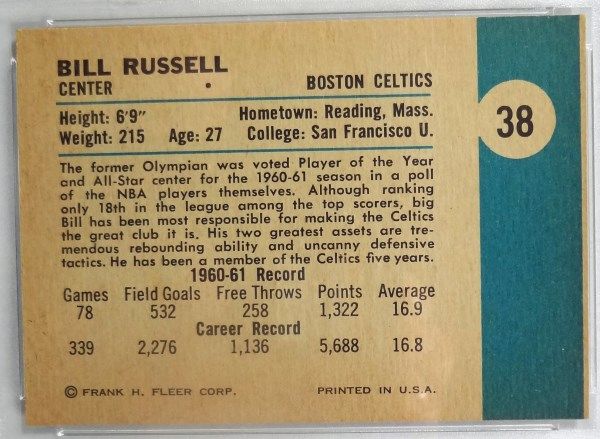 BILL RUSSELL
CENTER BOSTON CELTICS
38
Height: 6'9" Hometown: Reading, Mass.
Weight: 215 Age: 27 College: San Francisco U.
The former Olympian was voted Player of the Year
and All-Star center for the 1960-61 season in a poll
of the NBA players themselves. Although ranking
only 18th in the league among the top scorers, big
Bill has been most responsible for making the Celtics
the great club it is. His two greatest assets are tre-
mendous rebounding ability and uncanny defensive
tactics. He has been a member of the Celtics five years.
1960-61 Record
Games Field Goals Free Throws Points Average
78 532 258 1,322 16.9
Career Record
339 2,276 1,136 5,688 16.8
© FRANK H. FLEER CORP. PRINTED IN U.S.A.